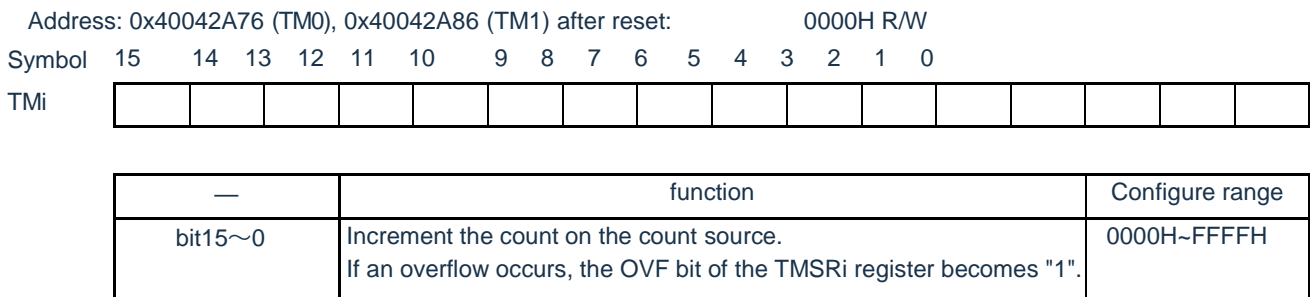 Address: 0x40042A76 (TM0), 0x40042A86 (TM1) after reset: 0000H R/W
Symbol 15 14 13 12 11 10 9 8 7 6 5 4 3 2 1 0
TMi
— function Configure range
bit15～0 Increment the count on the count source. 0000H~FFFFH
If an overflow occurs, the OVF bit of the TMSRi register becomes "1".